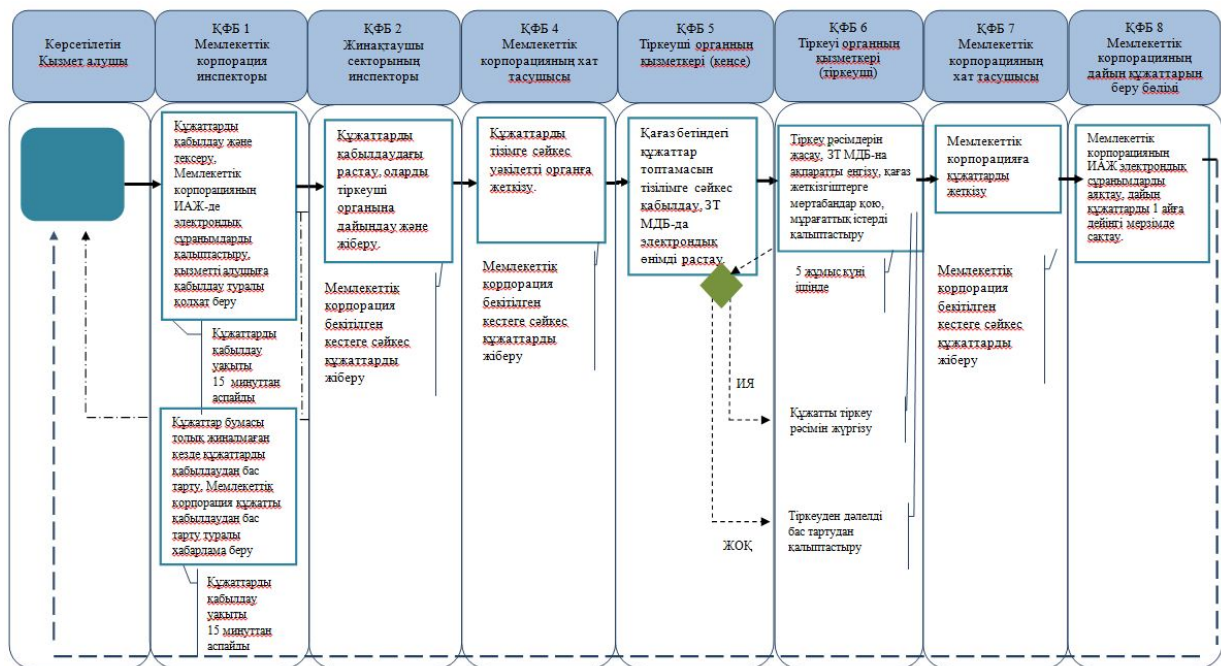 Көрсетілетін
Қызмет алушы
ҚФБ 1
Мемлекеттік
корпорация
инспекторы
ҚФБ 2
Жинақтаушы
секторының
инспекторы
ҚФБ 4
Мемлекеттік
корпорацияның хат
тасушысы
ҚФБ 5
Тіркеуші органның
қызметкері (кеңсе)
ҚФБ 6
Тіркеуі органның
қызметкері
(тіркеуші)
ҚФБ 7
Мемлекеттік
корпорацияның
хат тасушысы
ҚФБ 8
Мемлекеттік
корпорацияның
дайын құжаттарын
беру бөлімі
Құжаттарды
қабылдау және
тексеру,
Мемлекеттік
корпорацияның
ИАЖ-де
электрондық
сұранымдарды
қалыптастыру,
қызметті алушыға
қабылдау туралы
қолхат беру
Құжаттарды
қабылдау
уақыты
15 минуттан
аспайлы
Құжаттар бумасы
толық жиналмаған
кезде құжаттарды
қабылдаудан бас
тарту, Мемлекеттік
корпорация құжатты
қабылдаудан бас
тарту туралы
хабарлама беру
Құжаттарды
қабылдау
уақыты
15 минуттан
аспайлы
Құжаттарды
қабылдаудағы
растау, оларды
тіркеуші
органына
дайындау және
жіберу.
Мемлекеттік
корпорация
бекітілген
кестеге сәйкес
құжаттарды
жіберу
Құжаттарды
тізімге сәйкес
уәкілетті органға
жеткізу.
Мемлекеттік
корпорация
бекітілген
кестеге сәйкес
құжаттарды
жіберу
Қағаз бетіндегі
құжаттар
топтамасын
тізілімге сәйкес
қабылдау, ЗТ
МДБ-да
электрондық
өнімді растау.
ИЯ
ЖОҚ
Тіркеу рәсімдерін
жасау, ЗТ МДБ-на
ақпаратты енгізу, қағаз
жеткізгіштерге
мөртабандар қою,
мұрағаттық істерді
қалыптастыру
5 жұмыс күні
ішінде
Құжатты тіркеу
рәсімін жүргізу
Тіркеуден дәлелді
бас тартудан
қалыптастыру
Мемлекеттік
корпорацияға
құжаттарды
жеткізу
Мемлекеттік
корпорация
бекітілген
кестеге сәйкес
құжаттарды
жіберу
Мемлекеттік
корпорацияның
ИАЖ электрондық
сұранымдарды
аяқтау, дайын
құжаттарды 1 айға
дейінгі мерзімде
сақтау.